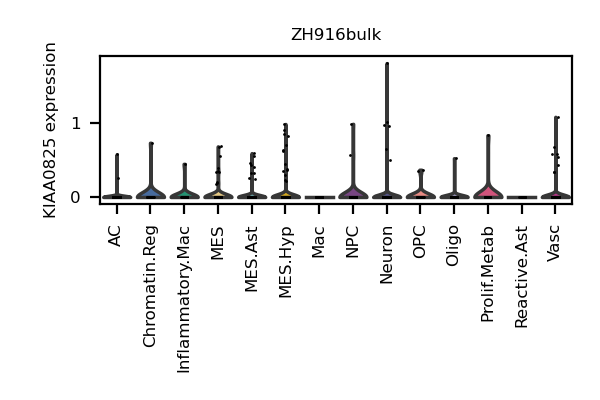 ZH916bulk
KIAA0825 expression
1
0
AC
Chromatin.Reg
Inflammatory.Mac
MES
MES.Ast
MES.Hyp
Mac
NPC
Neuron
OPC
Oligo
Prolif.Metab
Reactive.Ast
Vasc